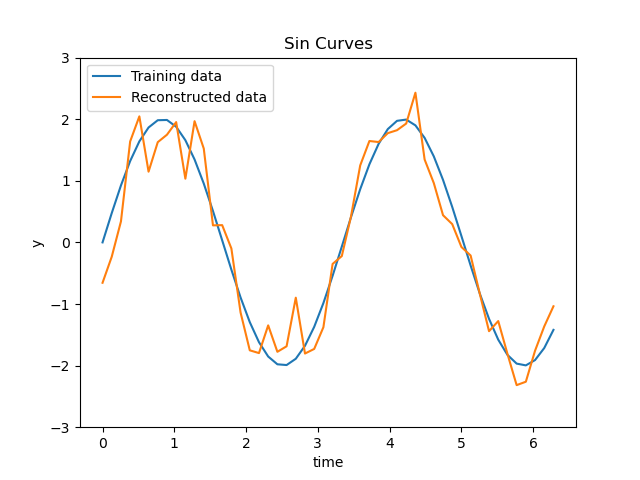 Sin Curves
Training data
Reconstructed data
3
2
1
0
−1
−2
−3
y
0 1 2 3 4 5 6
time